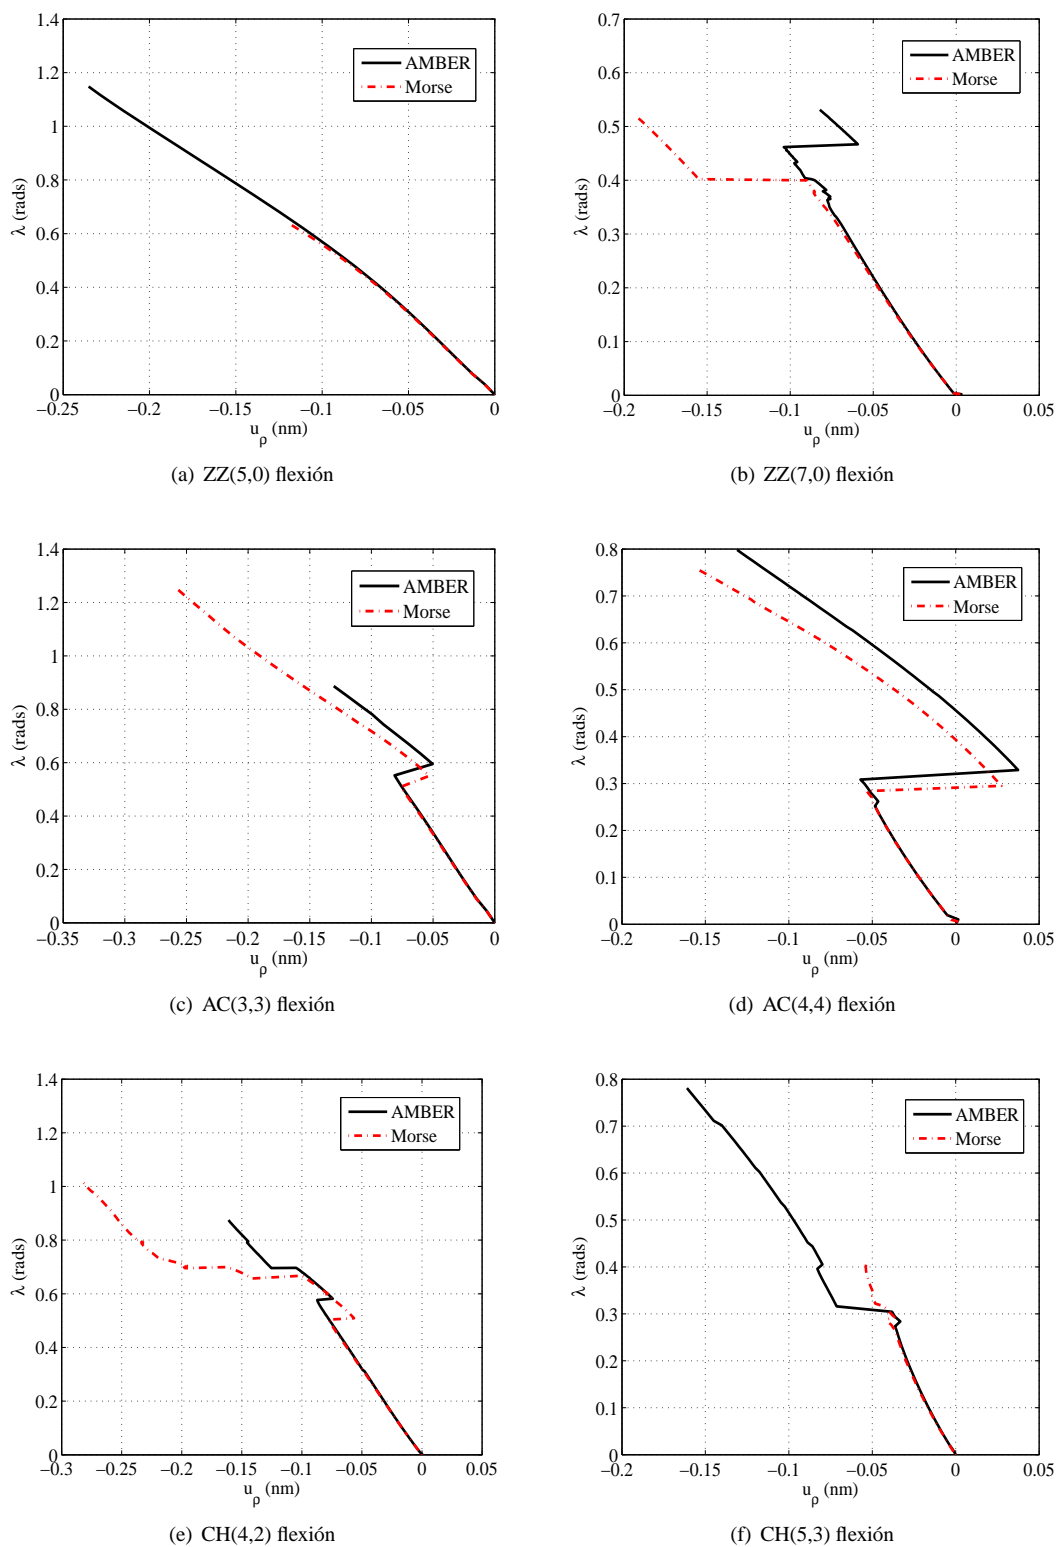 1.4
1.2
1
0.8
0.6
0.4
0.2
0
λ (rads)
−0.25 −0.2 −0.15 −0.1 −0.05 0
u_ρ (nm)
AMBER
Morse
(a) ZZ(5,0) flexión
0.7
0.6
0.5
0.4
0.3
0.2
0.1
0
λ (rads)
−0.2 −0.15 −0.1 −0.05 0 0.05
u_ρ (nm)
AMBER
Morse
(b) ZZ(7,0) flexión
1.4
1.2
1
0.8
0.6
0.4
0.2
0
λ (rads)
−0.35 −0.3 −0.25 −0.2 −0.15 −0.1 −0.05 0
u_ρ (nm)
AMBER
Morse
(c) AC(3,3) flexión
0.8
0.7
0.6
0.5
0.4
0.3
0.2
0.1
0
λ (rads)
−0.2 −0.15 −0.1 −0.05 0 0.05
u_ρ (nm)
AMBER
Morse
(d) AC(4,4) flexión
1.4
1.2
1
0.8
0.6
0.4
0.2
0
λ (rads)
−0.3 −0.25 −0.2 −0.15 −0.1 −0.05 0 0.05
u_ρ (nm)
AMBER
Morse
(e) CH(4,2) flexión
0.8
0.7
0.6
0.5
0.4
0.3
0.2
0.1
0
λ (rads)
−0.2 −0.15 −0.1 −0.05 0 0.05
u_ρ (nm)
AMBER
Morse
(f) CH(5,3) flexión